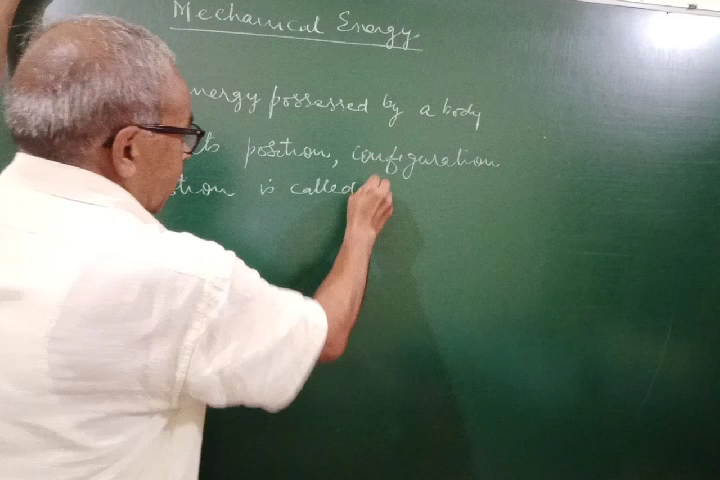 Mechanical Energy.
nergy possessed by a body
ts position, configuration
tion is called